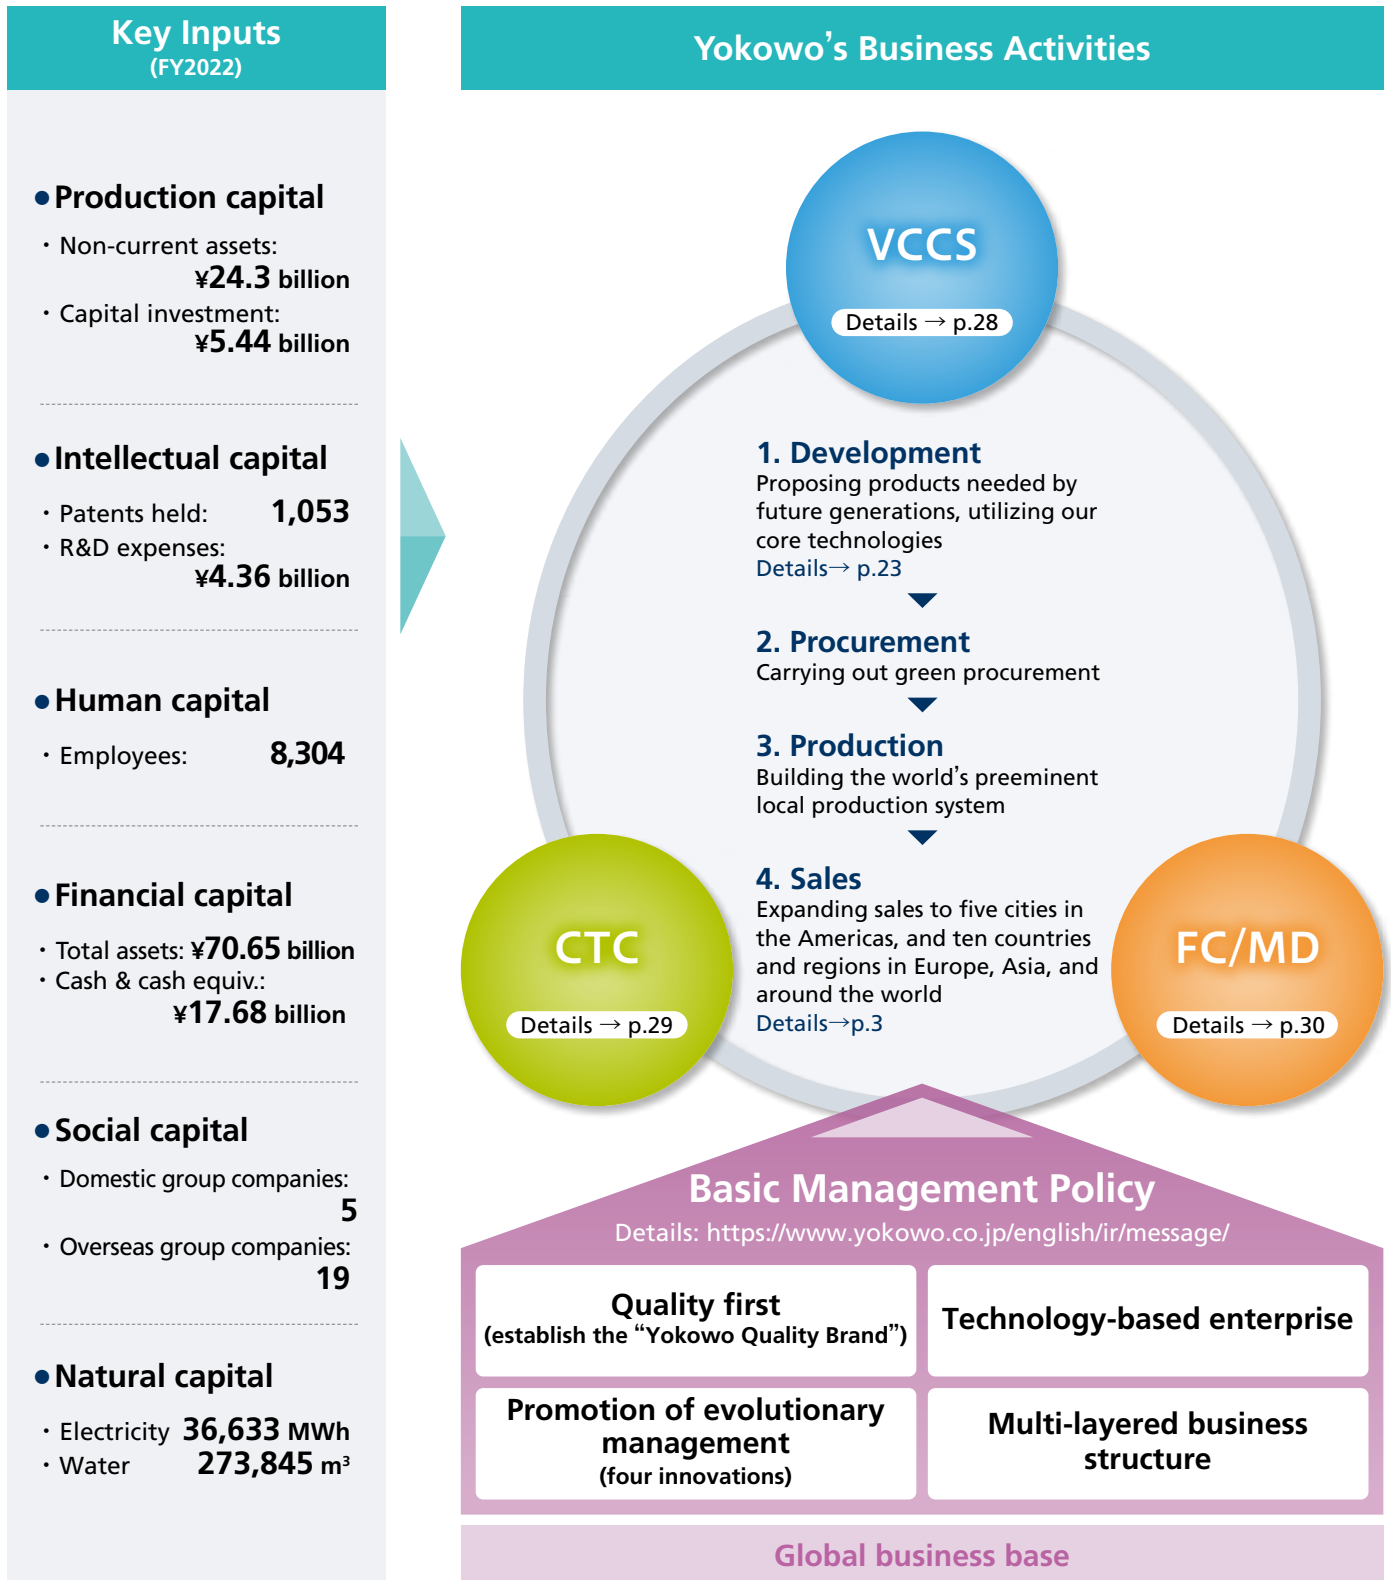 Key Inputs
(FY2022)
•Production capital
・Non-current assets:
¥24.3 billion
・Capital investment:
¥5.44 billion
•Intellectual capital
・Patents held: 1,053
・R&D expenses:
¥4.36 billion
•Human capital
・Employees: 8,304
•Financial capital
・Total assets: ¥70.65 billion
・Cash & cash equiv.:
¥17.68 billion
•Social capital
・Domestic group companies:
5
・Overseas group companies:
19
•Natural capital
・Electricity 36,633 MWh
・Water 273,845 m³
Yokowo’s Business Activities
VCCS
Details → p.28
1. Development
Proposing products needed by
future generations, utilizing our
core technologies
Details→ p.23
2. Procurement
Carrying out green procurement
3. Production
Building the world’s preeminent
local production system
4. Sales
Expanding sales to five cities in
the Americas, and ten countries
and regions in Europe, Asia, and
around the world
Details→p.3
CTC
Details → p.29
FC/MD
Details → p.30
Basic Management Policy
Details: https://www.yokowo.co.jp/english/ir/message/
Quality first
(establish the “Yokowo Quality Brand”)
Technology-based enterprise
Promotion of evolutionary
management
(four innovations)
Multi-layered business
structure
Global business base